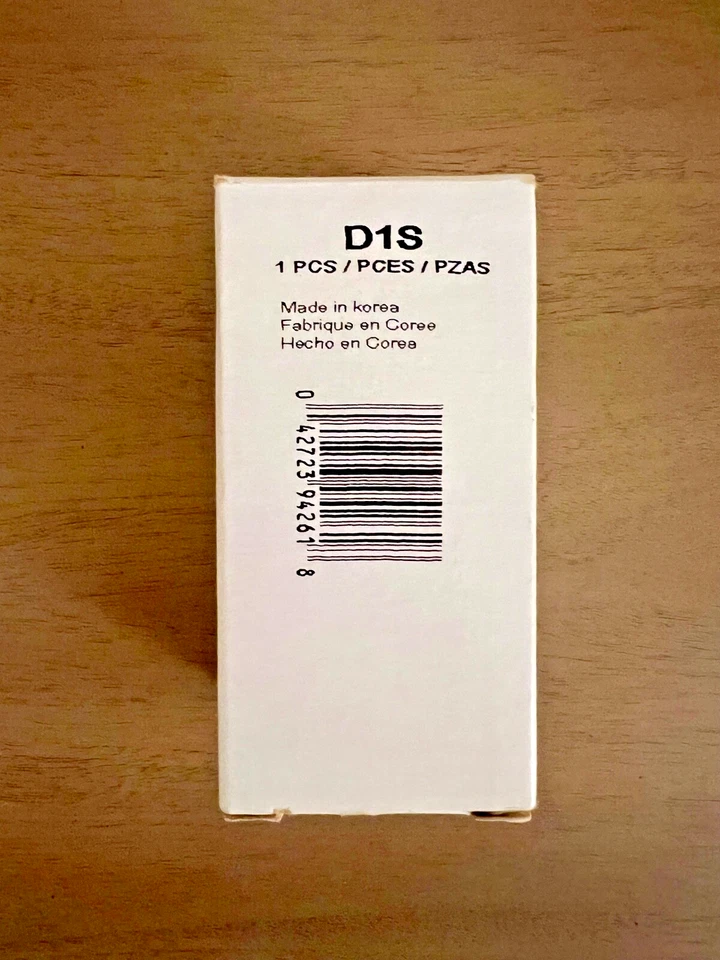 D1S
1 PCS / PCES / PZAS
Made in korea
Fabrique en Coree
Hecho en Corea
0 42723 94261 8